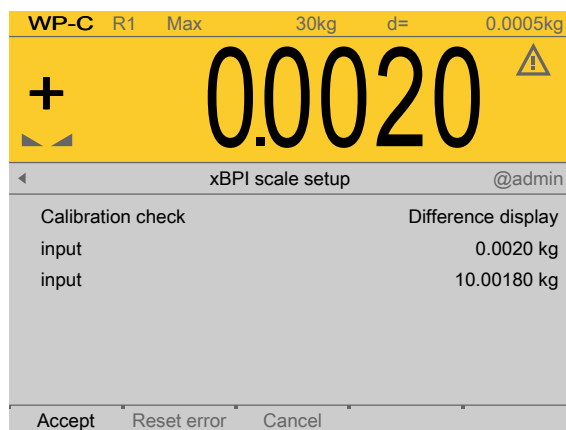 WP-C R1 Max 30kg d= 0.0005kg
+ 0.0020
xBPI scale setup @admin
Calibration check Difference display
input 0.0020 kg
input 10.00180 kg
Accept Reset error Cancel